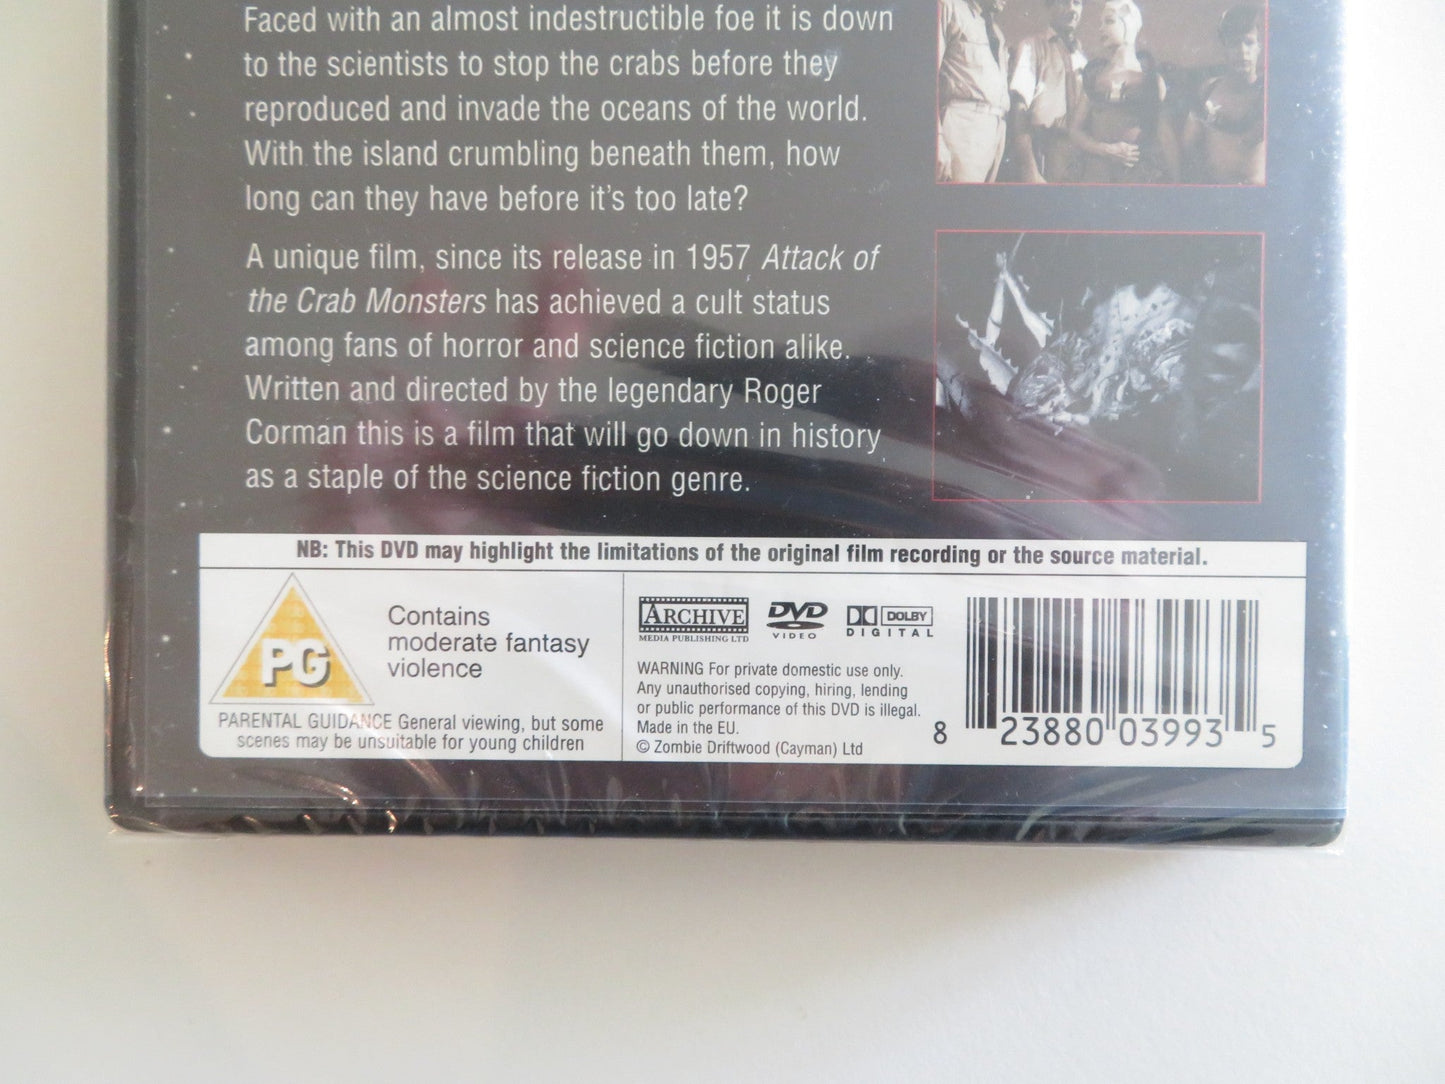 Faced with an almost indestructible foe it is down
to the scientists to stop the crabs before they
reproduced and invade the oceans of the world.
With the island crumbling beneath them, how
long can they have before it's too late?
A unique film, since its release in 1957 Attack of
the Crab Monsters has achieved a cult status
among fans of horror and science fiction alike.
Written and directed by the legendary Roger
Corman this is a film that will go down in history
as a staple of the science fiction genre.
NB: This DVD may highlight the limitations of the original film recording or the source material.
PG
Contains
moderate fantasy
violence
PARENTAL GUIDANCE General viewing, but some
scenes may be unsuitable for young children
ARCHIVE
MEDIA PUBLISHING LTD
DVD
VIDEO
DOLBY
DIGITAL
WARNING For private domestic use only.
Any unauthorised copying, hiring, lending
or public performance of this DVD is illegal.
Made in the EU.
© Zombie Driftwood (Cayman) Ltd
8 23880 03993 5